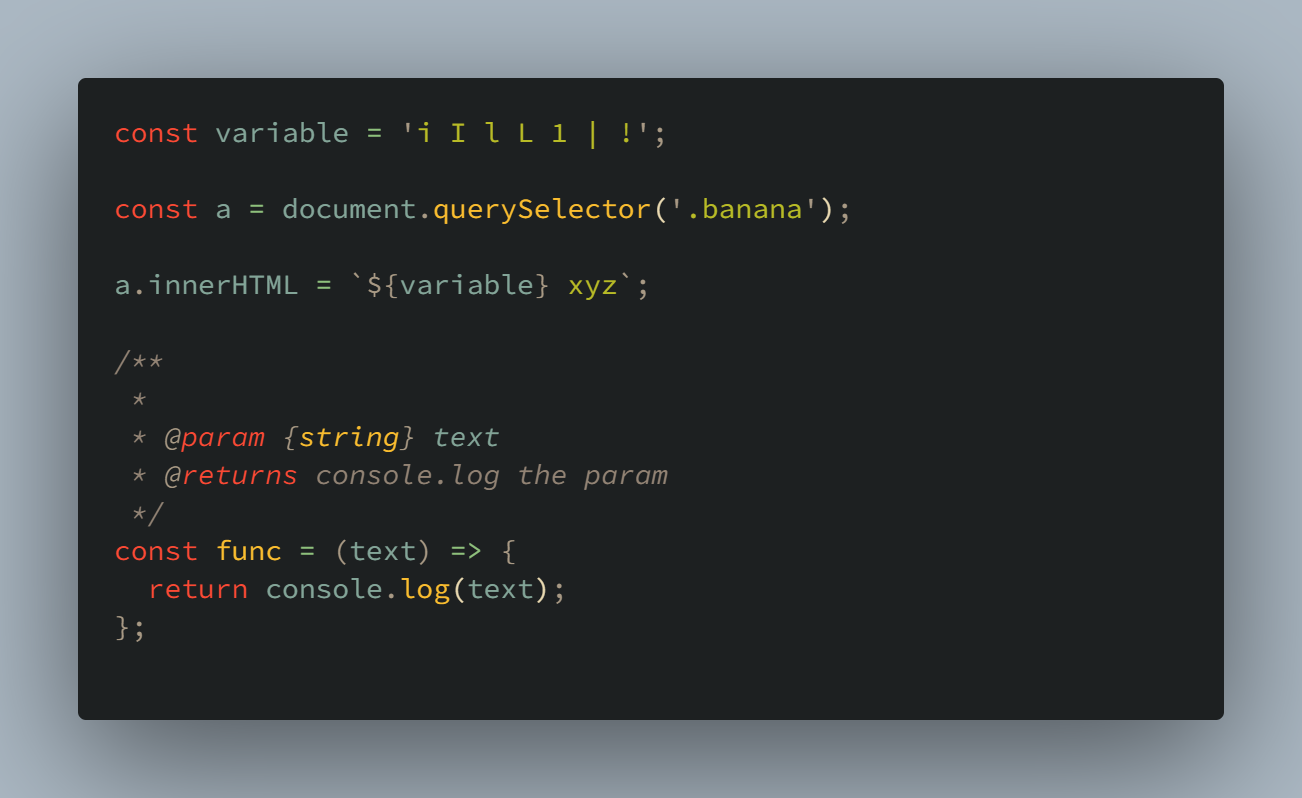 const variable = 'i I l L 1 | !';
const a = document.querySelector('.banana');
a.innerHTML = `${variable} xyz`;
/**
 *
 * @param {string} text
 * @returns console.log the param
 */
const func = (text) => {
  return console.log(text);
};